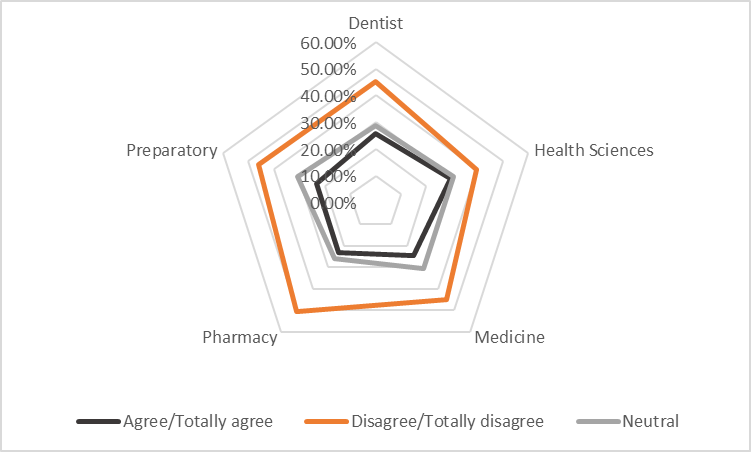 Dentist
60.00%
50.00%
40.00%
30.00%
20.00%
10.00%
0.00%
Preparatory
Health Sciences
Pharmacy
Medicine
Agree/Totally agree
Disagree/Totally disagree
Neutral